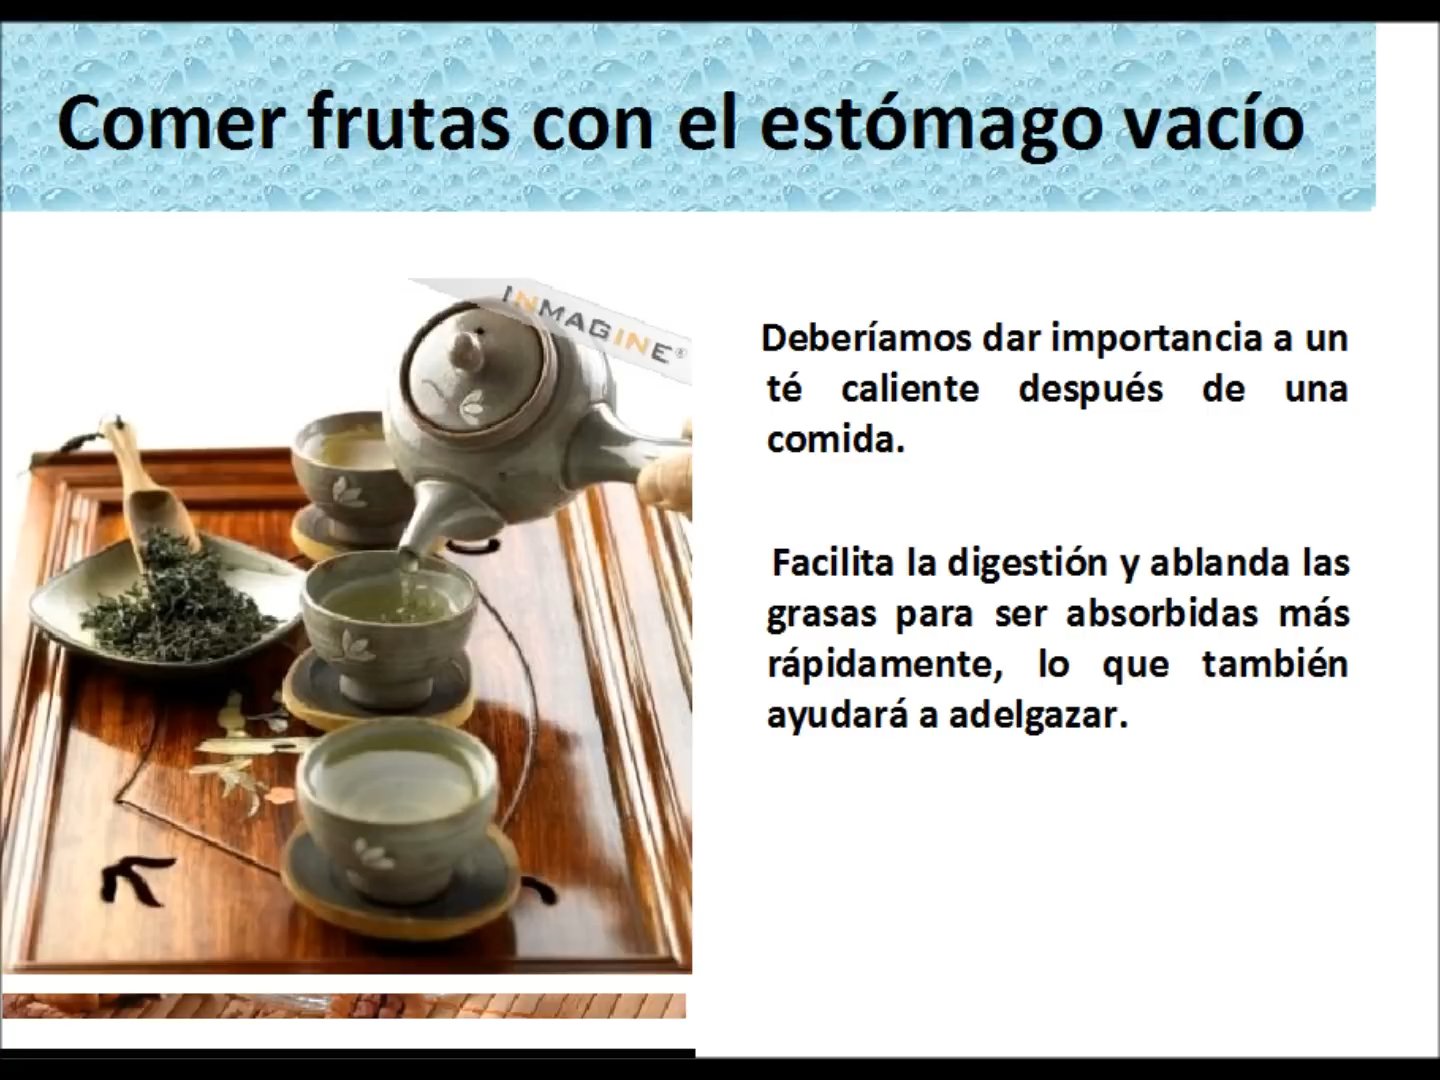 Comer frutas con el estómago vacío
INMAGINE®
Deberíamos dar importancia a un
té caliente después de una
comida.
Facilita la digestión y ablanda las
grasas para ser absorbidas más
rápidamente, lo que también
ayudará a adelgazar.